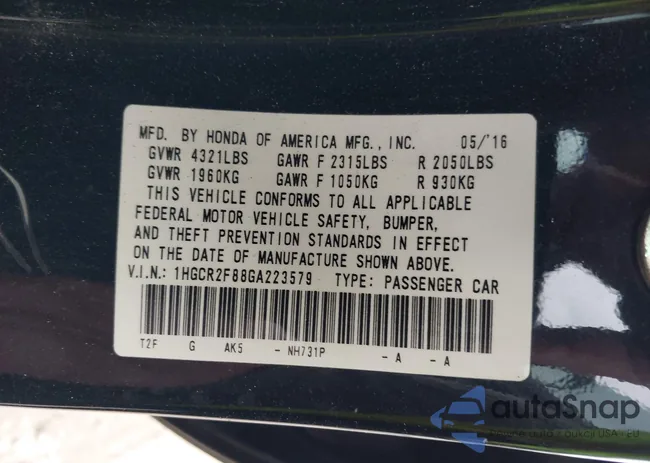 MFD. BY HONDA OF AMERICA MFG., INC. 05/'16
GVWR 4321LBS GAWR F 2315LBS R 2050LBS
GVWR 1960KG GAWR F 1050KG R 930KG
THIS VEHICLE CONFORMS TO ALL APPLICABLE
FEDERAL MOTOR VEHICLE SAFETY, BUMPER,
AND THEFT PREVENTION STANDARDS IN EFFECT
ON THE DATE OF MANUFACTURE SHOWN ABOVE.
V.I.N.: 1HGCR2F88GA223579 TYPE: PASSENGER CAR
T2F G AK5 - NH731P - A - A
autoSnap
USA - EU